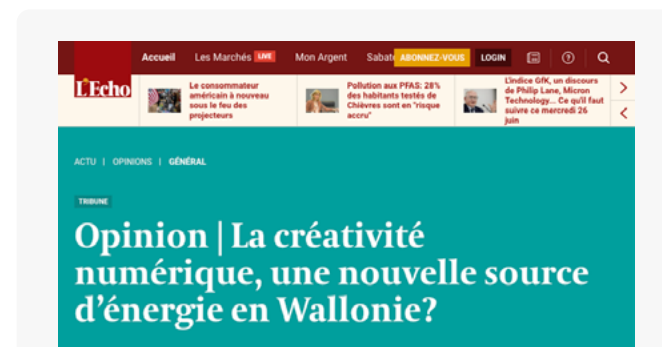 Accueil Les Marchés LIVE Mon Argent Sabat ABONNEZ-VOUS LOGIN
L'Echo
Le consommateur
américain à nouveau
sous le feu des
projecteurs
Pollution aux PFAS: 28%
des habitants testés de
Chièvres sont en "risque
accru"
L'indice GfK, un discours
de Philip Lane, Micron
Technology... Ce qu'il faut
suivre ce mercredi 26
juin
ACTU | OPINIONS | GÉNÉRAL
TRIBUNE
Opinion | La créativité
numérique, une nouvelle source
d'énergie en Wallonie?